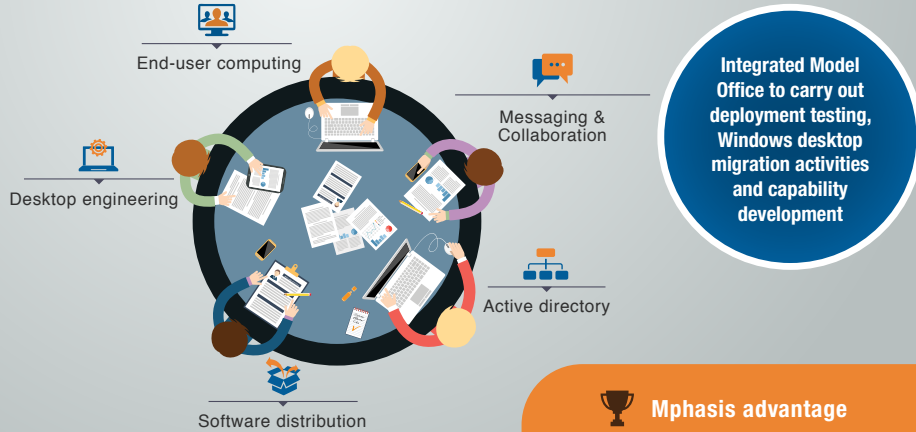 End-user computing
Messaging &
Collaboration
Integrated Model
Office to carry out
deployment testing,
Windows desktop
migration activities
and capability
development
Desktop engineering
Active directory
Software distribution
Mphasis advantage